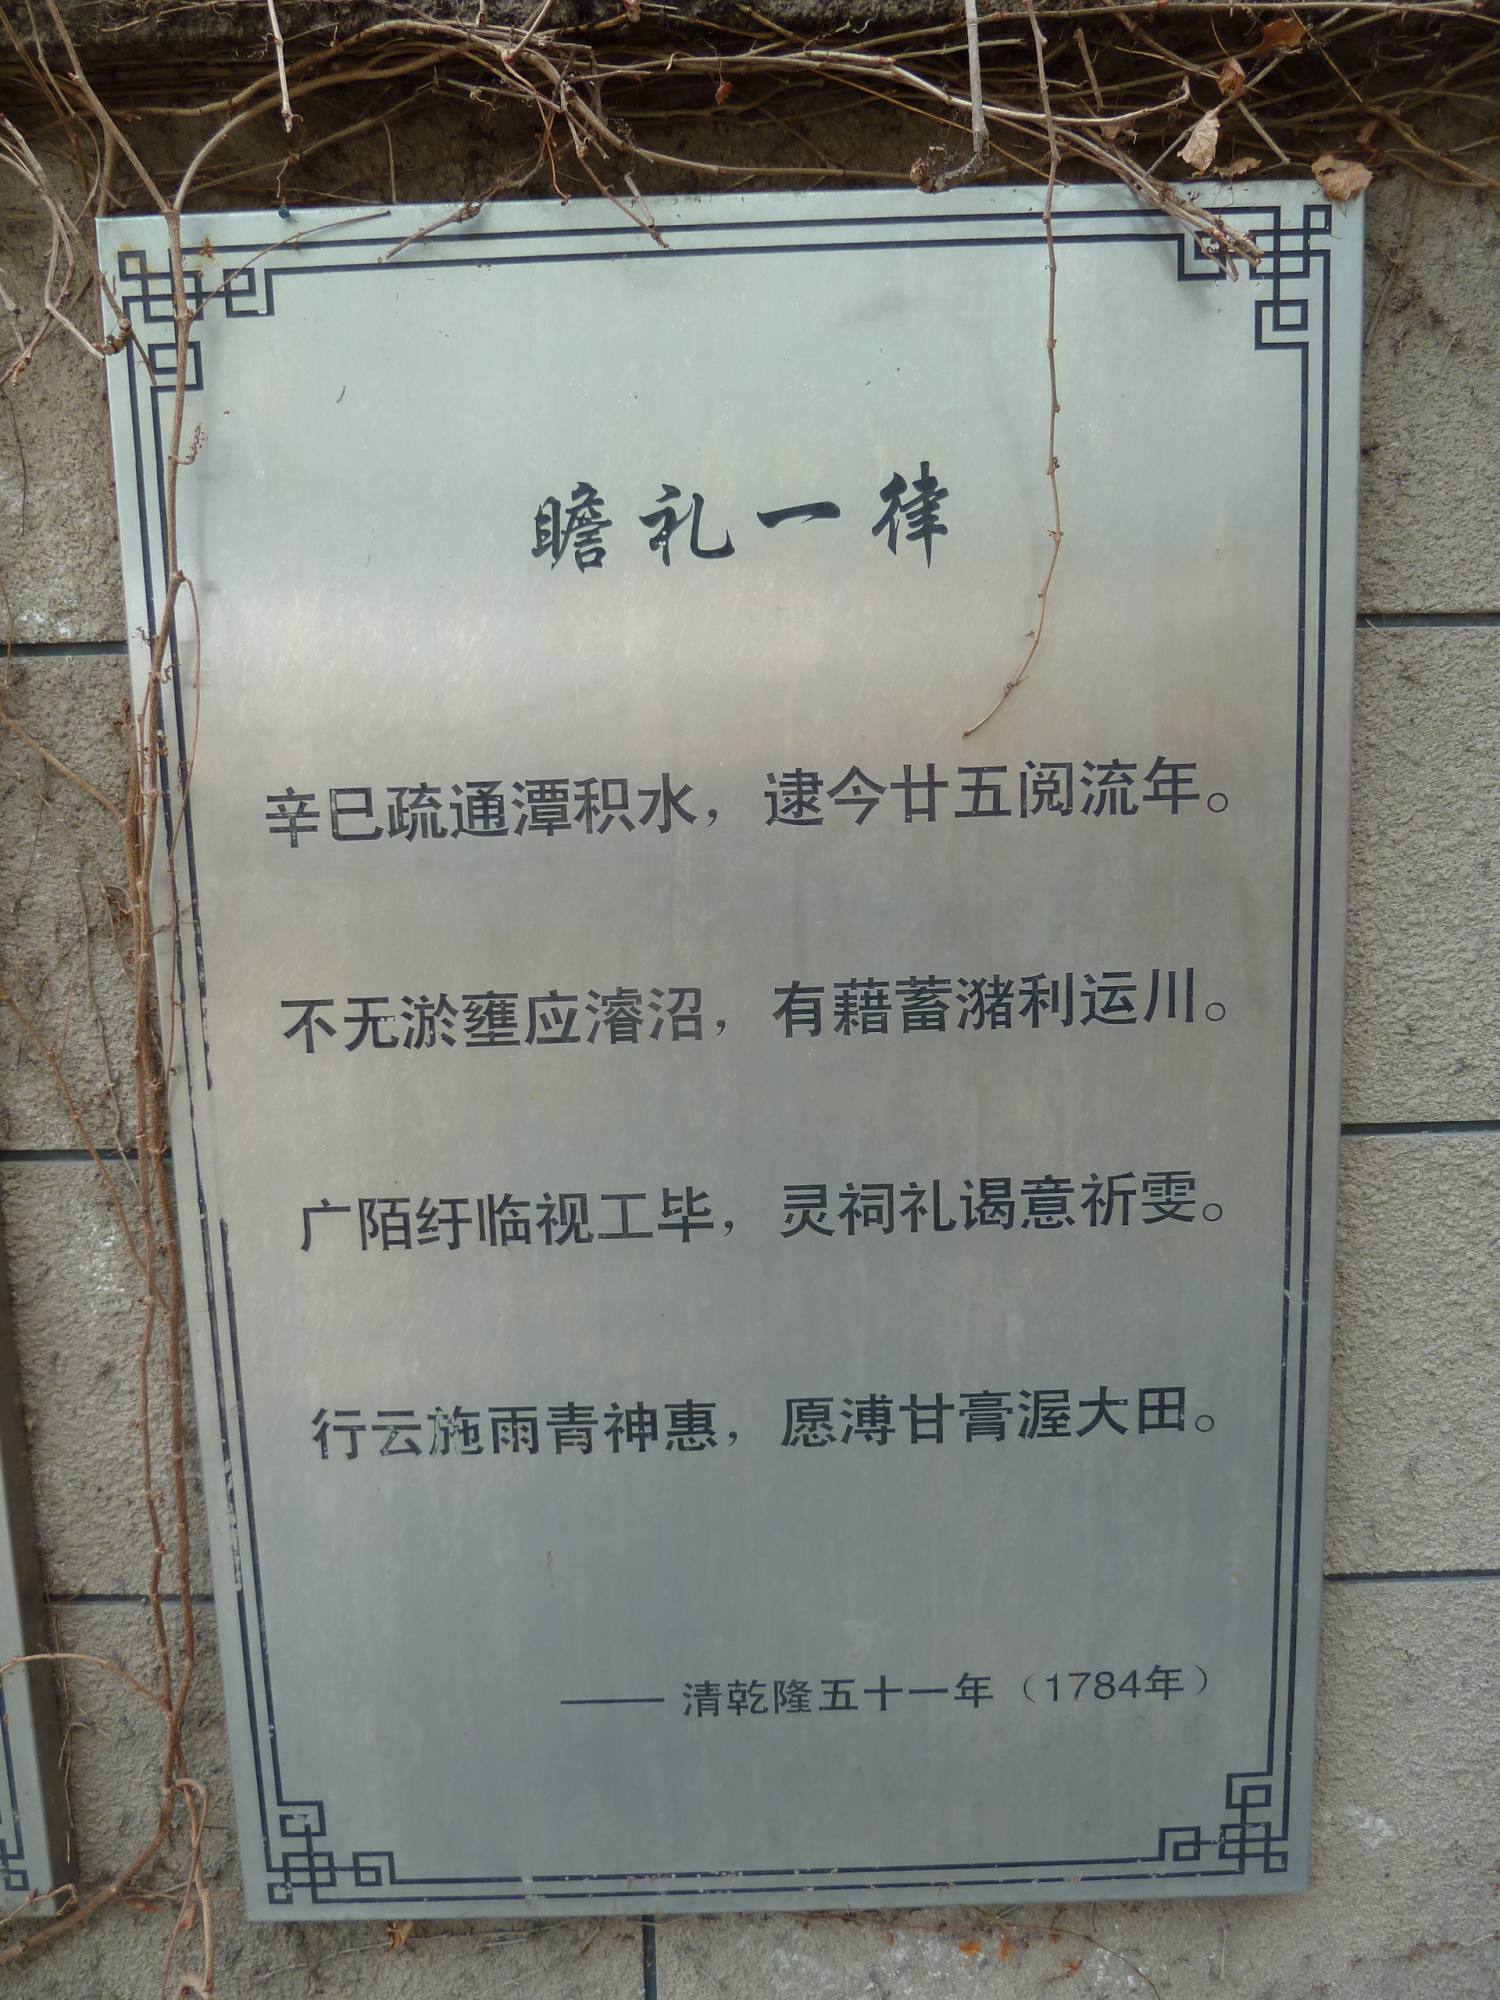 瞻礼一律
辛巳疏通潭积水，逮今廿五阅流年。
不无淤壅应濬沼，有藉蓄潴利运川。
广陌纡临视工毕，灵祠礼谒意祈雯。
行云施雨青神惠，愿溥甘膏渥大田。
—— 清乾隆五十一年（1784年）